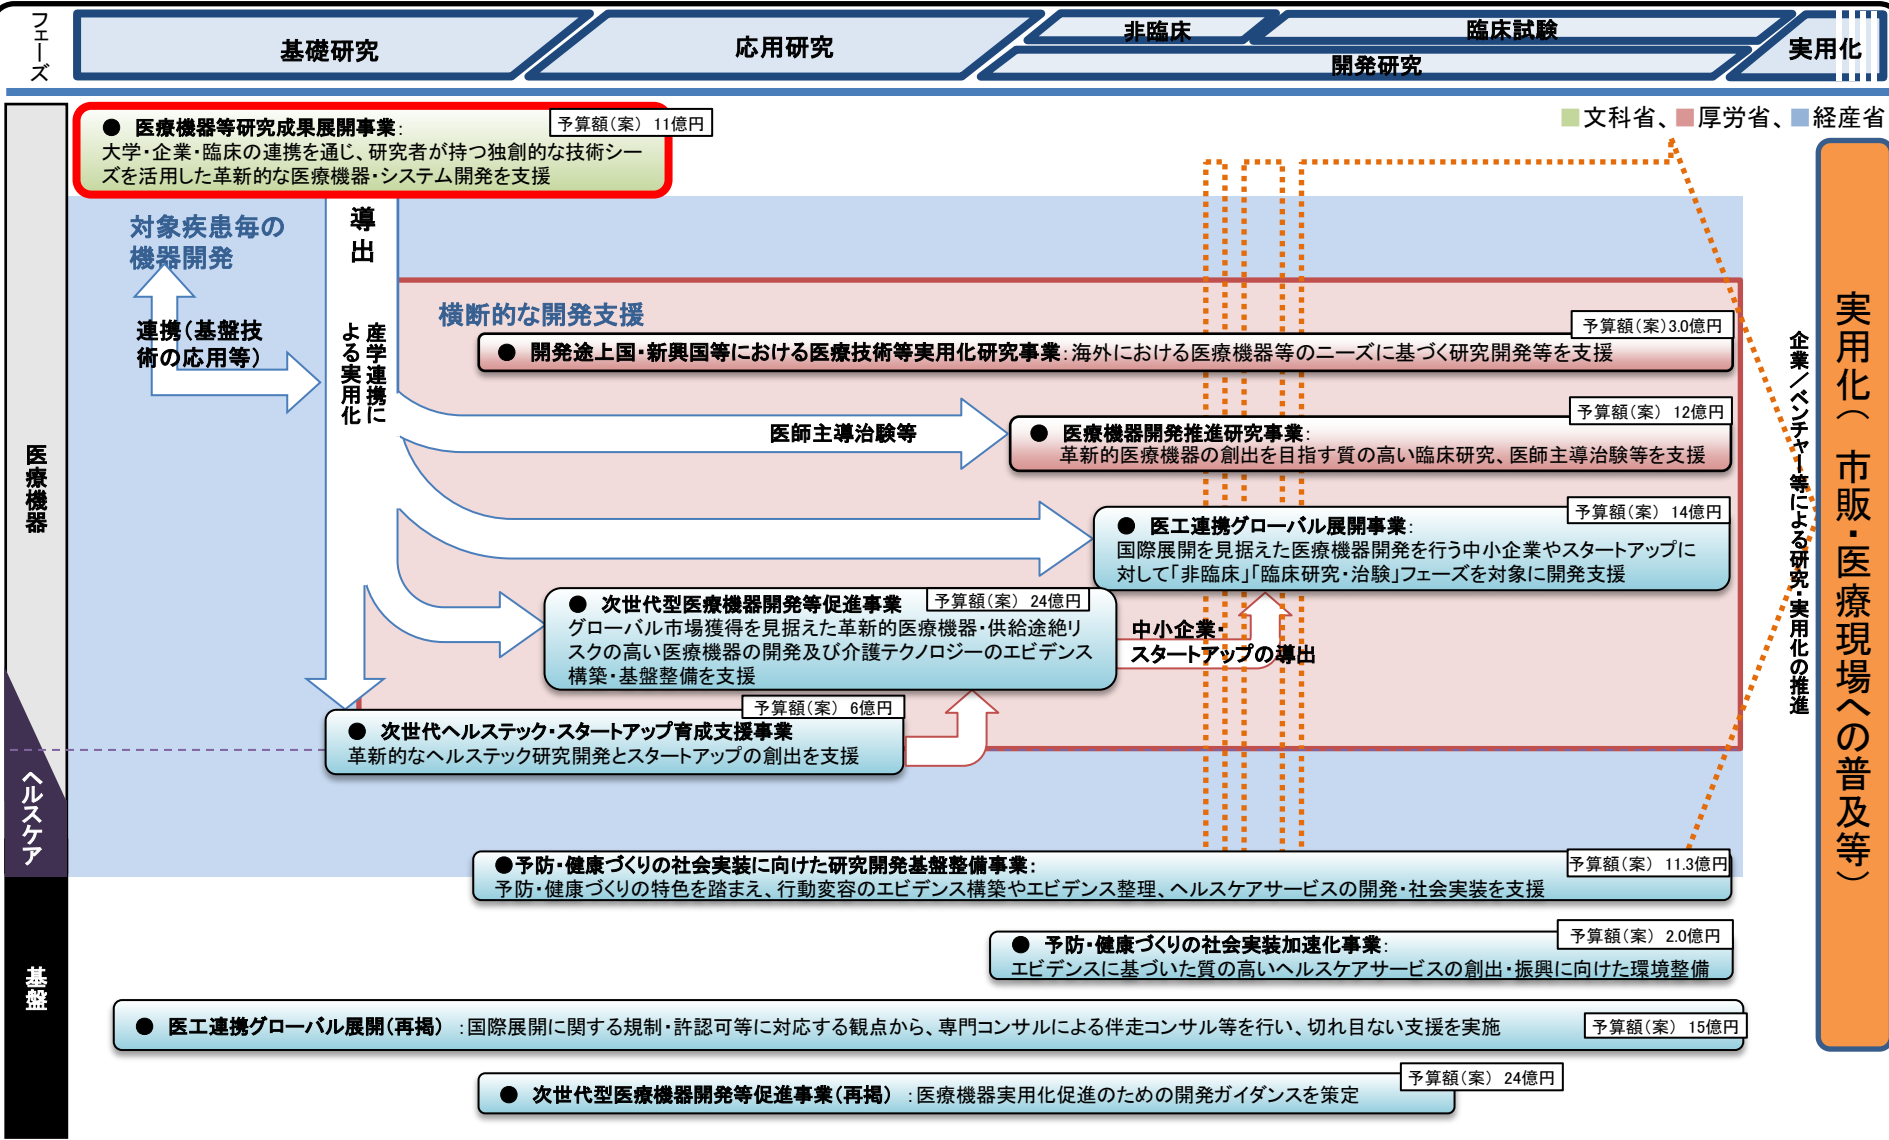 フェーズ
基礎研究
応用研究
非臨床
臨床試験
開発研究
実用化
■文科省、■厚労省、■経産省
医療機器
ヘルスケア
基盤
● 医療機器等研究成果展開事業：
予算額（案） 11億円
大学・企業・臨床の連携を通じ、研究者が持つ独創的な技術シー
ズを活用した革新的な医療機器・システム開発を支援
対象疾患毎の
機器開発
導出
連携（基盤技
術の応用等）
産学連携に
よる実用化
横断的な開発支援
予算額（案）3.0億円
● 開発途上国・新興国等における医療技術等実用化研究事業：海外における医療機器等のニーズに基づく研究開発等を支援
医師主導治験等
予算額（案） 12億円
● 医療機器開発推進研究事業：
革新的医療機器の創出を目指す質の高い臨床研究、医師主導治験等を支援
予算額（案） 14億円
● 医工連携グローバル展開事業：
国際展開を見据えた医療機器開発を行う中小企業やスタートアップに
対して「非臨床」「臨床研究・治験」フェーズを対象に開発支援
● 次世代型医療機器開発等促進事業
予算額（案） 24億円
グローバル市場獲得を見据えた革新的医療機器・供給途絶リ
スクの高い医療機器の開発及び介護テクノロジーのエビデンス
構築・基盤整備を支援
中小企業・
スタートアップの導出
予算額（案） 6億円
● 次世代ヘルステック・スタートアップ育成支援事業
革新的なヘルステック研究開発とスタートアップの創出を支援
企業／ベンチャー等による研究・実用化の推進
実用化（ 市販・医療現場への普及等）
●予防・健康づくりの社会実装に向けた研究開発基盤整備事業：
予算額（案） 11.3億円
予防・健康づくりの特色を踏まえ、行動変容のエビデンス構築やエビデンス整理、ヘルスケアサービスの開発・社会実装を支援
予算額（案） 2.0億円
● 予防・健康づくりの社会実装加速化事業：
エビデンスに基づいた質の高いヘルスケアサービスの創出・振興に向けた環境整備
● 医工連携グローバル展開（再掲） ：国際展開に関する規制・許認可等に対応する観点から、専門コンサルによる伴走コンサル等を行い、切れ目ない支援を実施
予算額（案） 15億円
予算額（案） 24億円
● 次世代型医療機器開発等促進事業（再掲） ：医療機器実用化促進のための開発ガイダンスを策定